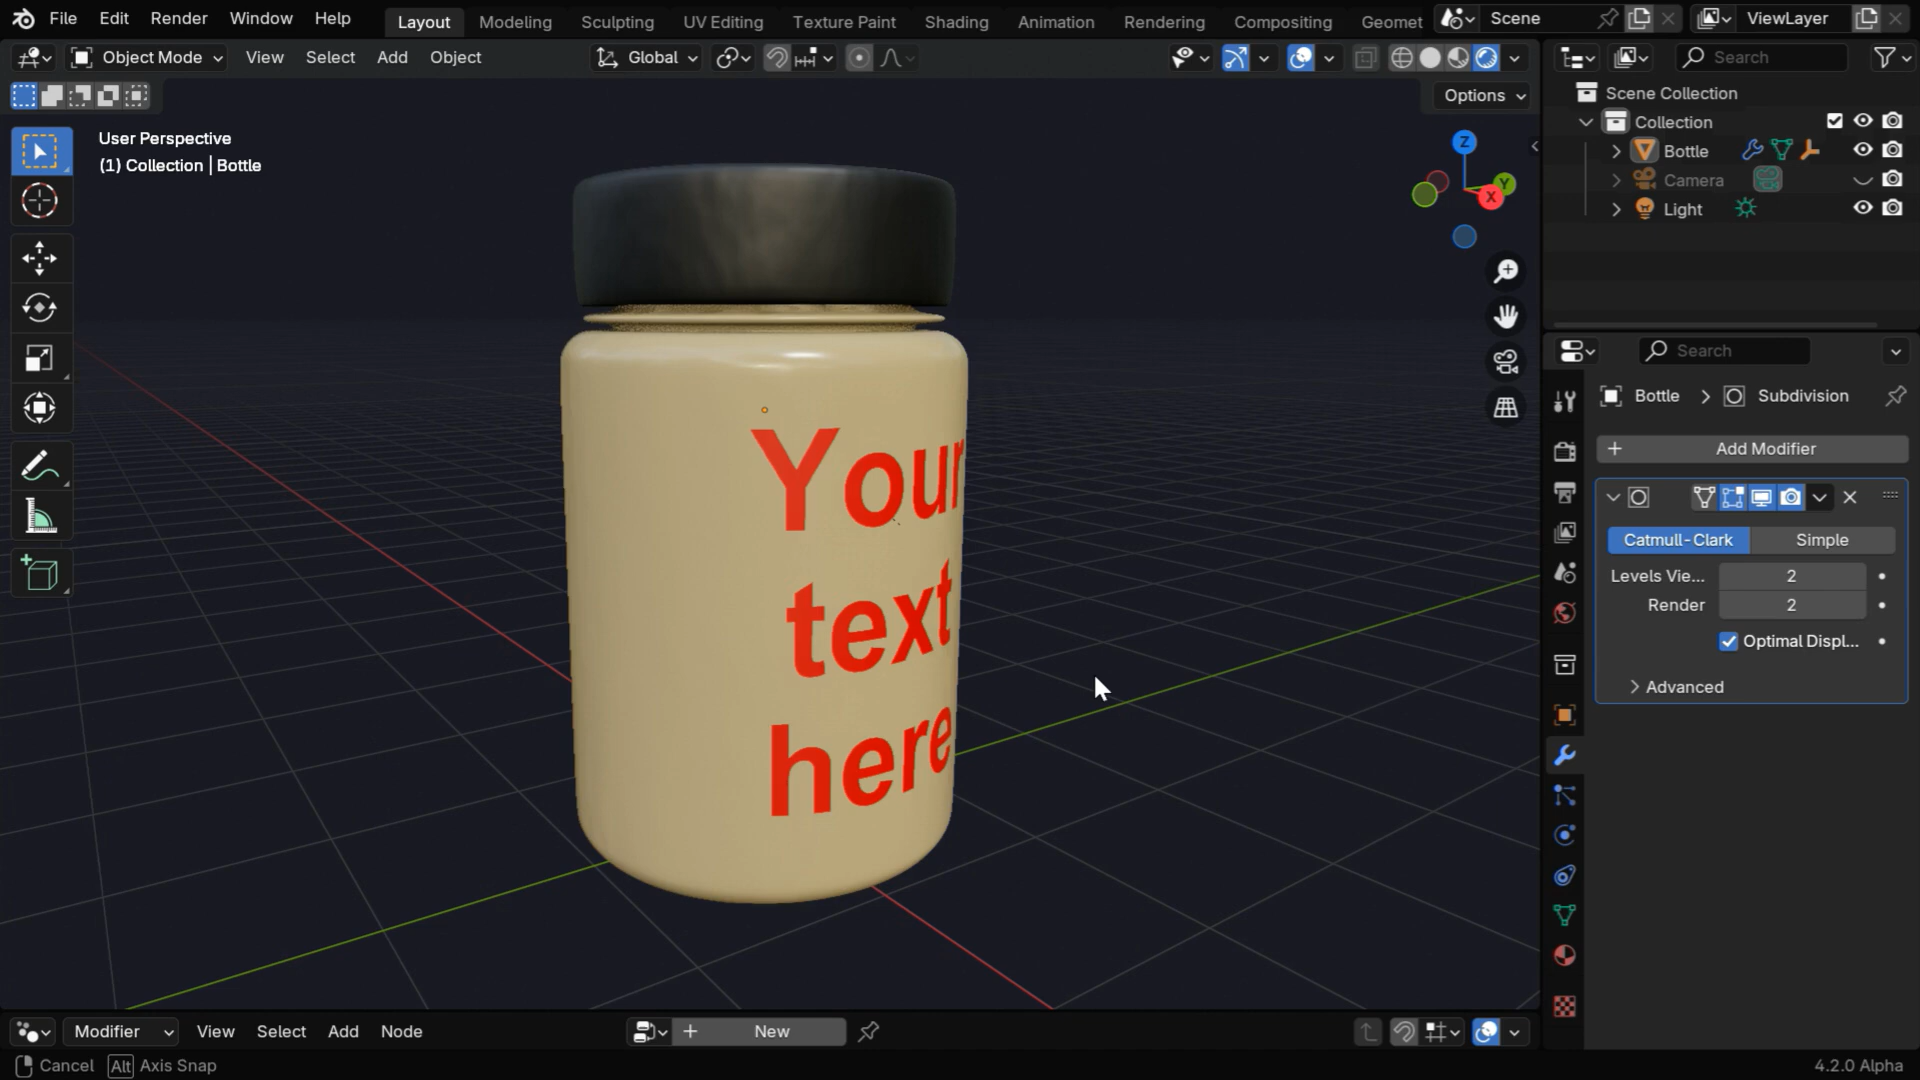 File Edit Render Window Help Layout Modeling Sculpting UV Editing Texture Paint Shading Animation Rendering Compositing Geomet Scene ViewLayer
Object Mode View Select Add Object Global Search
Options
User Perspective
(1) Collection | Bottle
Scene Collection
Collection
Bottle
Camera
Light
Z
Y
X
Your
text
here
Search
Bottle > Subdivision
+ Add Modifier
Catmull-Clark Simple
Levels Vie... 2
Render 2
Optimal Displ...
Advanced
Modifier View Select Add Node + New
Cancel Alt Axis Snap 4.2.0 Alpha